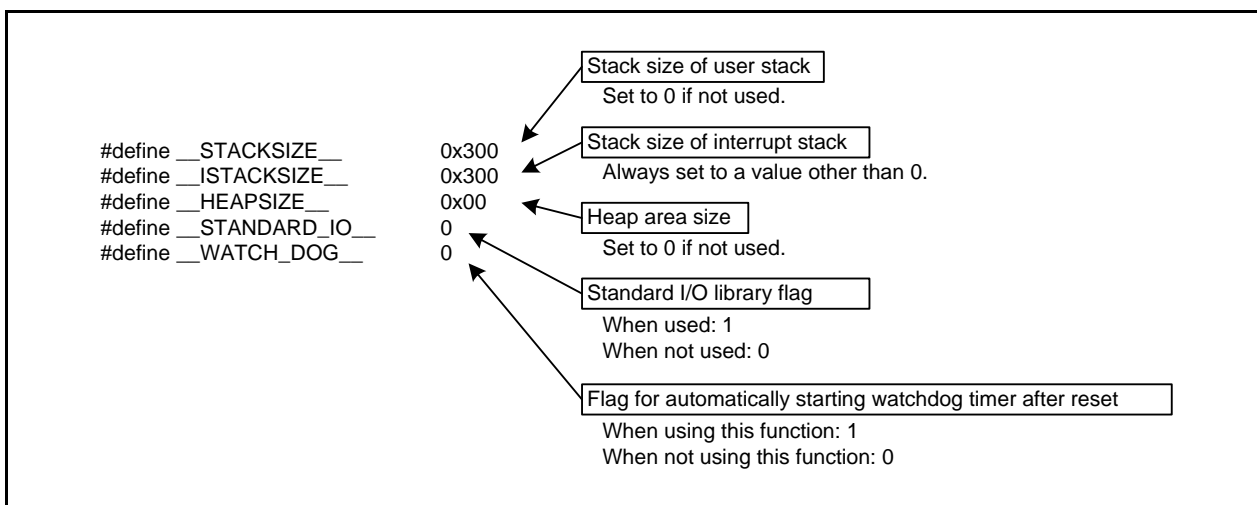 Stack size of user stack
Set to 0 if not used.
#define __STACKSIZE__ 0x300
Stack size of interrupt stack
#define __ISTACKSIZE__ 0x300
Always set to a value other than 0.
#define __HEAPSIZE__ 0x00
Heap area size
#define __STANDARD_IO__ 0
#define __WATCH_DOG__ 0
Set to 0 if not used.
Standard I/O library flag
When used: 1
When not used: 0
Flag for automatically starting watchdog timer after reset
When using this function: 1
When not using this function: 0